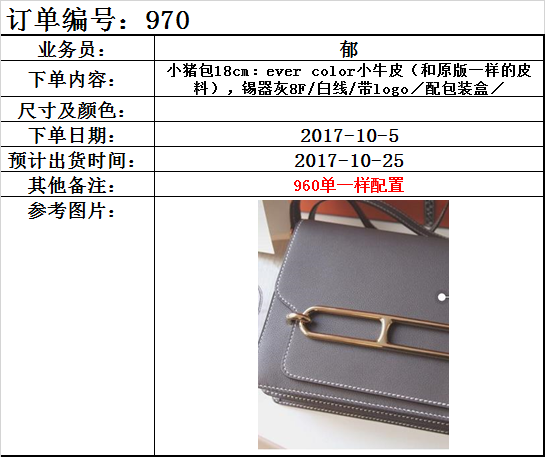 订单编号：970
业务员： 郁
下单内容： 小猪包18cm：ever color小牛皮（和原版一样的皮
料），锡器灰8F/白线/带logo／配包装盒／
尺寸及颜色：
下单日期： 2017-10-5
预计出货时间： 2017-10-25
其他备注： 960单一样配置
参考图片：